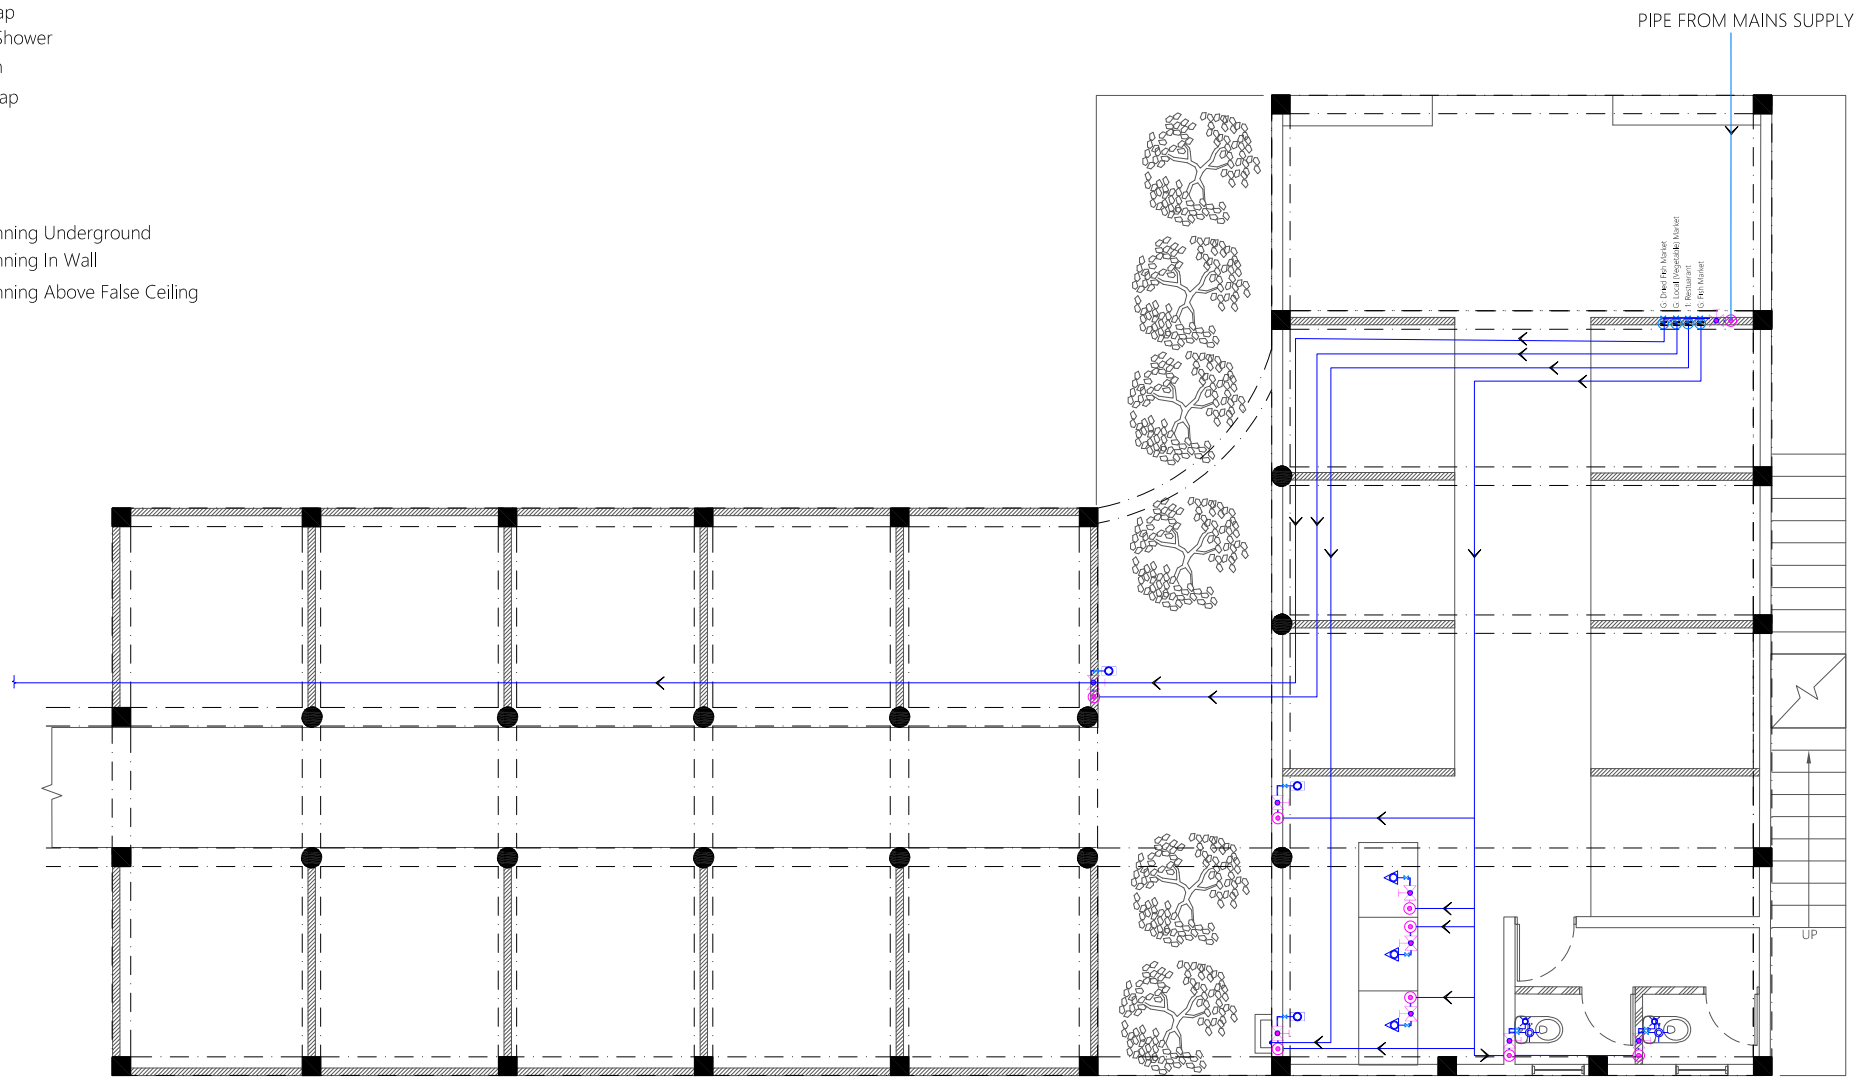 ap
Shower
n
ap
PIPE FROM MAINS SUPPLY
nning Underground
nning In Wall
nning Above False Ceiling
G: Dried Fish Market
G: Local (Vegetable) Market
1: Restuarant
G: Fish Market
UP